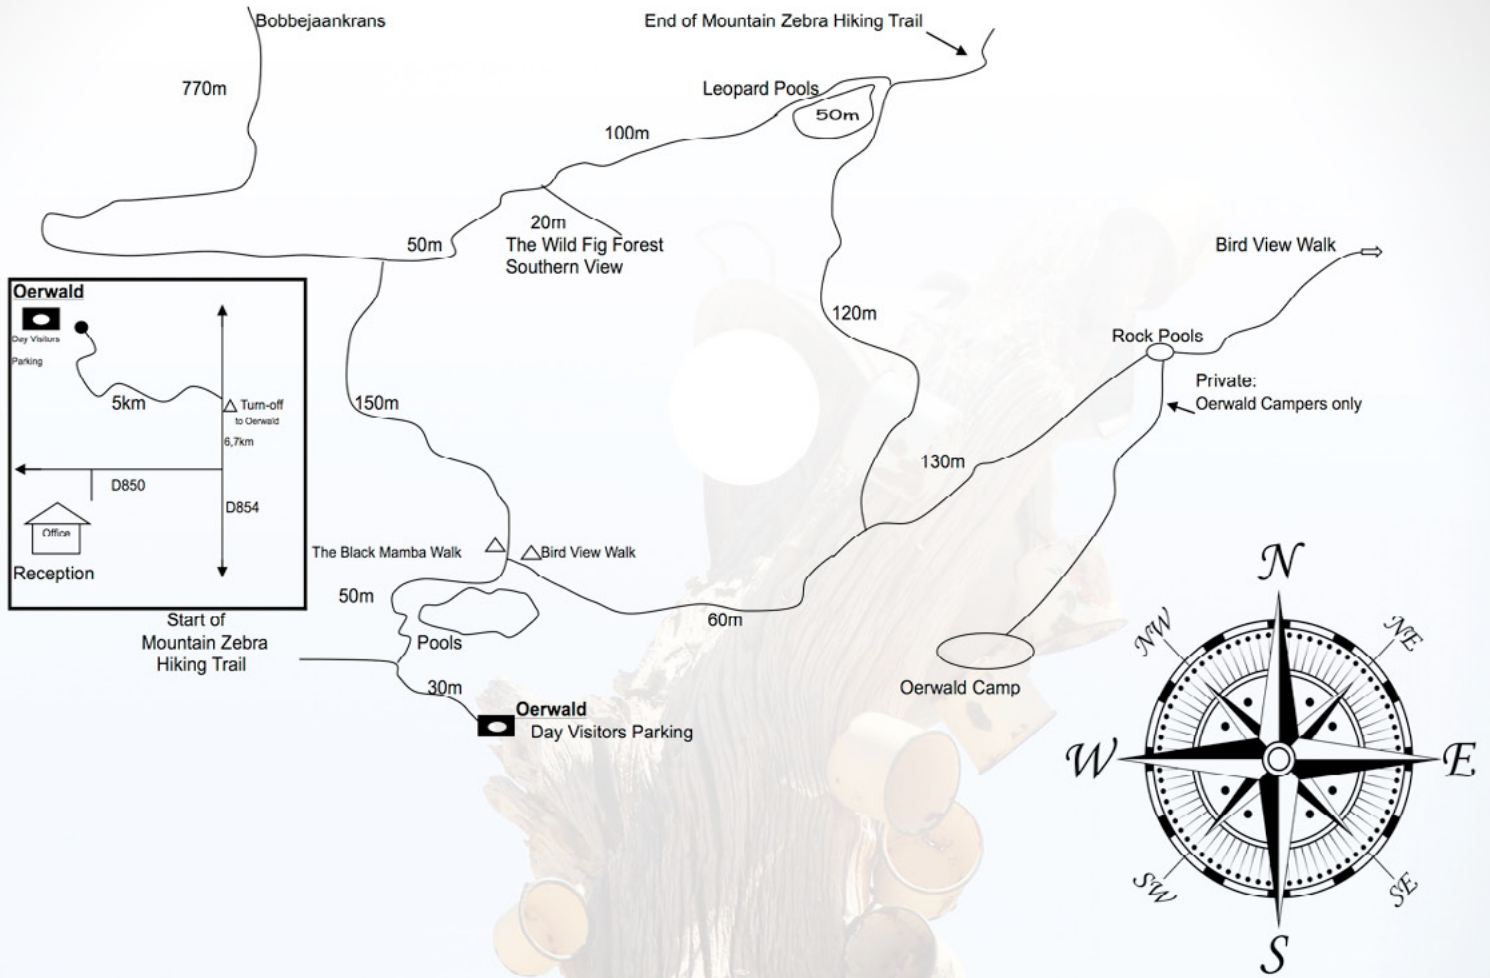 Bobbejaankrans
End of Mountain Zebra Hiking Trail
770m
Leopard Pools
50m
100m
20m
The Wild Fig Forest
Southern View
50m
Bird View Walk
Oerwald
Day Visitors
Parking
5km
Turn-off
to Oerwald
6,7km
D850
D854
Office
Reception
120m
Rock Pools
Private:
Oerwald Campers only
150m
130m
The Black Mamba Walk
Bird View Walk
50m
60m
Start of
Mountain Zebra
Hiking Trail
Pools
30m
Oerwald
Day Visitors Parking
Oerwald Camp
N
NW
NE
W
E
SW
SE
S